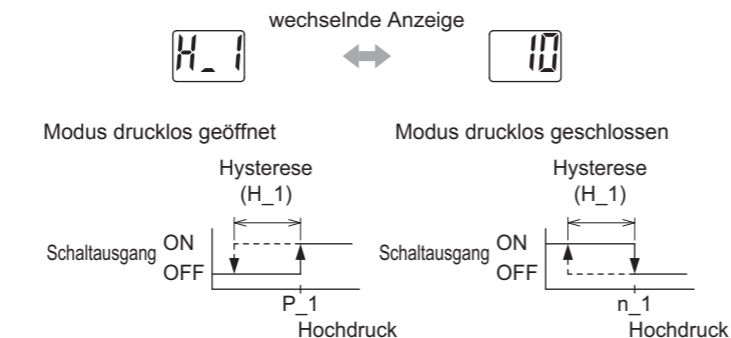 wechselnde Anzeige
H_1
10
Modus drucklos geöffnet
Modus drucklos geschlossen
Hysterese
(H_1)
Hysterese
(H_1)
Schaltausgang
ON
OFF
Schaltausgang
ON
OFF
P_1
Hochdruck
n_1
Hochdruck